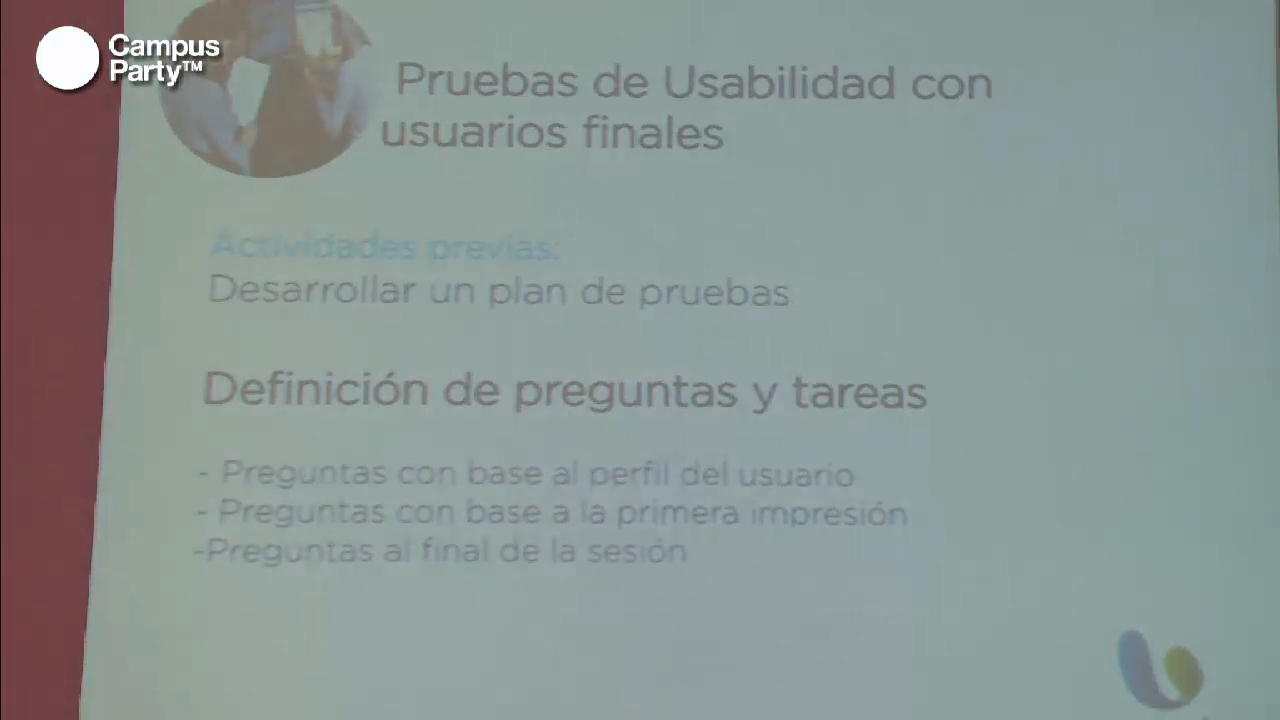 Campus
Party™
Pruebas de Usabilidad con
usuarios finales
Actividades previas:
Desarrollar un plan de pruebas
Definición de preguntas y tareas
- Preguntas con base al perfil del usuario
- Preguntas con base a la primera impresión
-Preguntas al final de la sesión